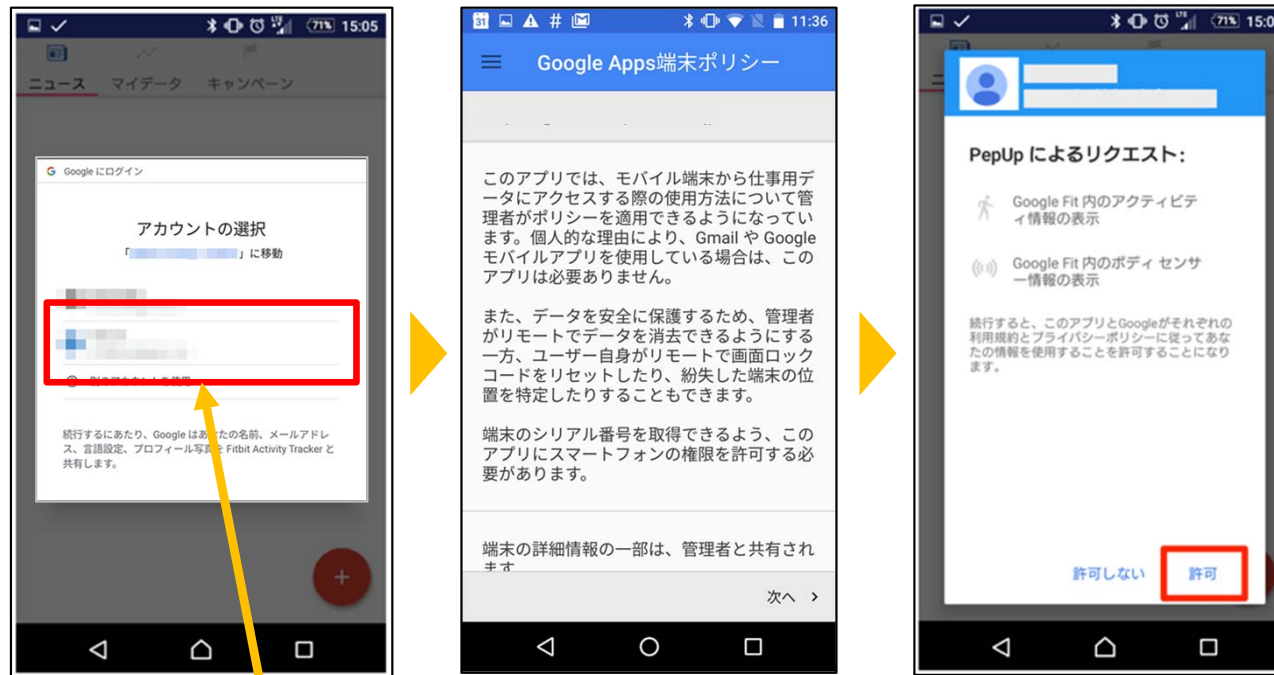 71% 15:05
ニュース マイデータ キャンペーン
G Google にログイン
アカウントの選択
「 」に移動
別のアカウントを使用
続行するにあたり、Google はあなたの名前、メールアドレ
ス、言語設定、プロフィール写真を Fitbit Activity Tracker と
共有します。
+
31 # 11:36
Google Apps端末ポリシー
このアプリでは、モバイル端末から仕事用デ
ータにアクセスする際の使用方法について管
理者がポリシーを適用できるようになってい
ます。個人的な理由により、Gmail や Google
モバイルアプリを使用している場合は、この
アプリは必要ありません。
また、データを安全に保護するため、管理者
がリモートでデータを消去できるようにする
一方、ユーザー自身がリモートで画面ロック
コードをリセットしたり、紛失した端末の位
置を特定したりすることもできます。
端末のシリアル番号を取得できるよう、この
アプリにスマートフォンの権限を許可する必
要があります。
端末の詳細情報の一部は、管理者と共有され
ます
次へ
LTE 71% 15:0
PepUp によるリクエスト:
Google Fit 内のアクティビテ
ィ情報の表示
Google Fit 内のボディ センサ
ー情報の表示
続行すると、このアプリとGoogleがそれぞれの
利用規約とプライバシーポリシーに従ってあな
たの情報を使用することを許可することになり
ます。
許可しない 許可